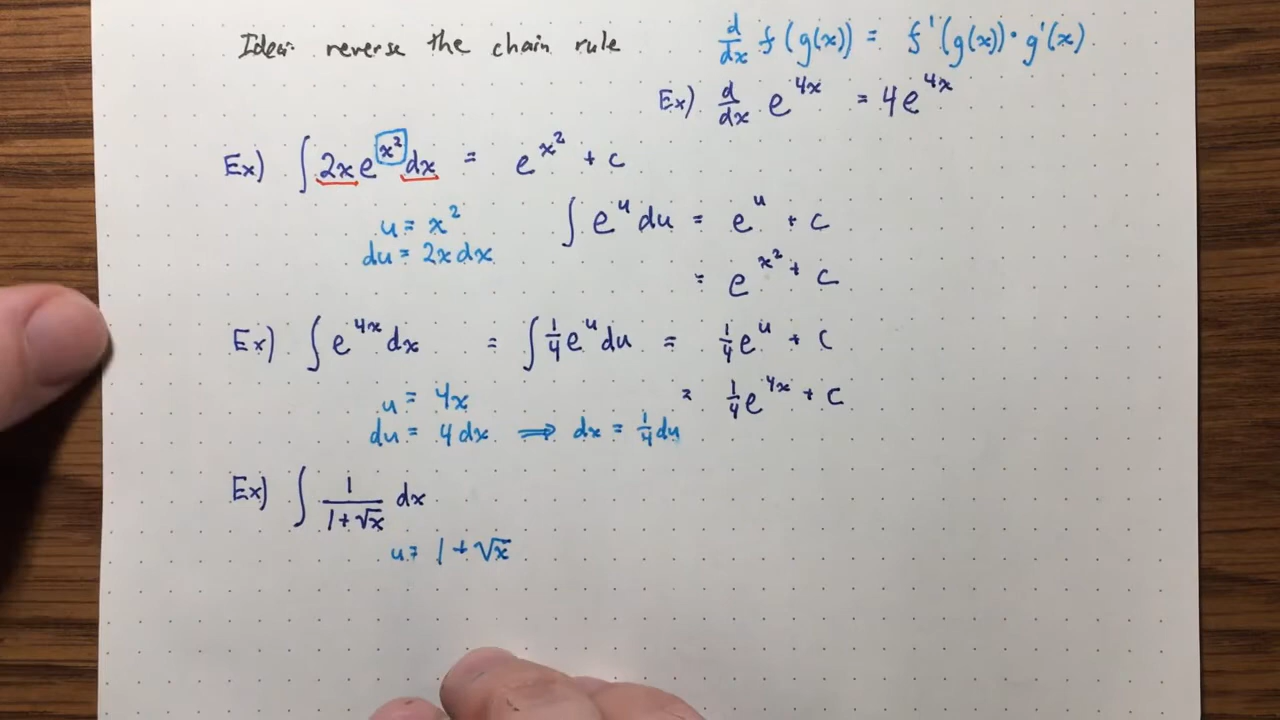 Idea: reverse the chain rule
d/dx f(g(x)) = f'(g(x))·g'(x)
Ex) d/dx e^{4x} = 4e^{4x}
Ex) ∫ 2x e^{x²} dx = e^{x²} + c
u = x²
du = 2x dx
∫ e^u du = e^u + c
= e^{x²} + c
Ex) ∫ e^{4x} dx = ∫ 1/4 e^u du = 1/4 e^u + c
= 1/4 e^{4x} + c
u = 4x
du = 4 dx ⟹ dx = 1/4 du
Ex) ∫ 1/(1+√x) dx
u = 1 + √x